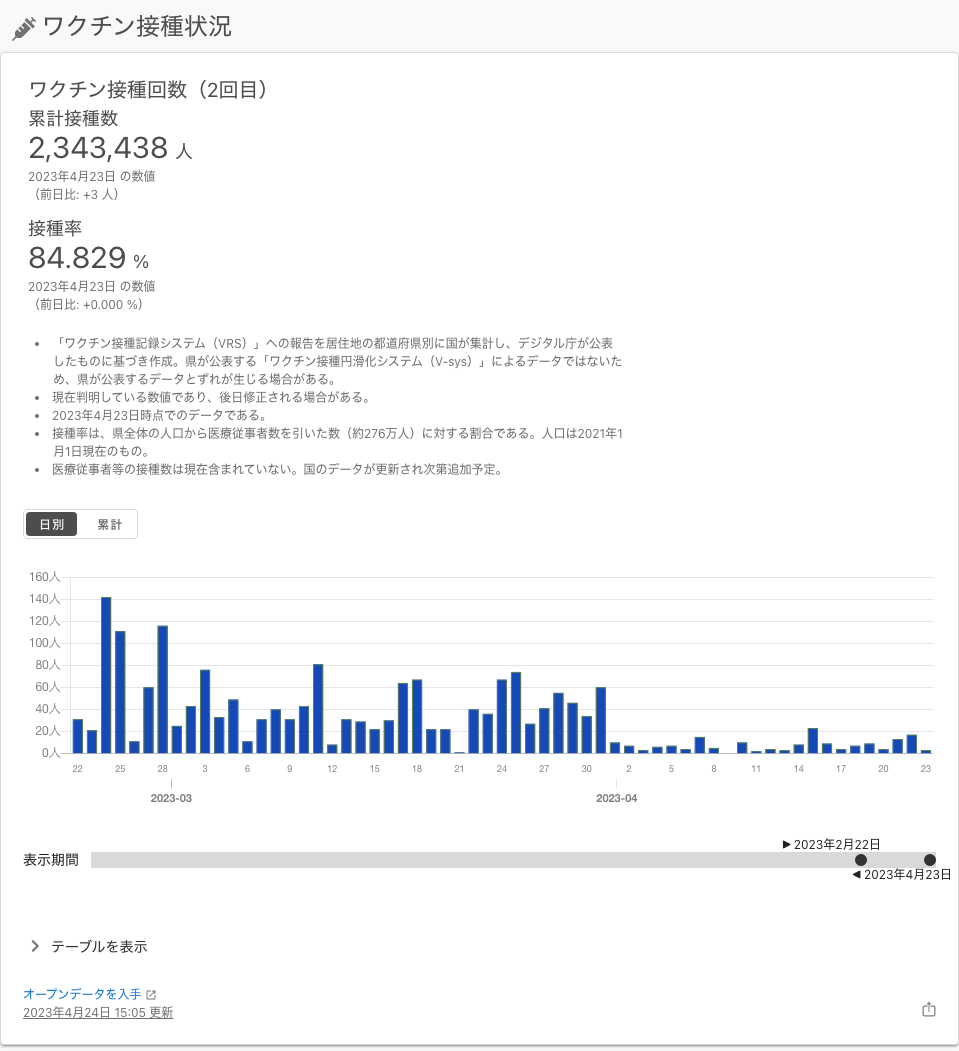 ワクチン接種状況
ワクチン接種回数（2回目）
累計接種数
2,343,438 人
2023年4月23日 の数値
（前日比: +3 人）
接種率
84.829 %
2023年4月23日 の数値
（前日比: +0.000 %）
• 「ワクチン接種記録システム（VRS）」への報告を居住地の都道府県別に国が集計し、デジタル庁が公表
したものに基づき作成。県が公表する「ワクチン接種円滑化システム（V-sys）」によるデータではないた
め、県が公表するデータとずれが生じる場合がある。
• 現在判明している数値であり、後日修正される場合がある。
• 2023年4月23日時点でのデータである。
• 接種率は、県全体の人口から医療従事者数を引いた数（約276万人）に対する割合である。人口は2021年1
月1日現在のもの。
• 医療従事者等の接種数は現在含まれていない。国のデータが更新され次第追加予定。
日別 累計
160人
140人
120人
100人
80人
60人
40人
20人
0人
22 25 28 3 6 9 12 15 18 21 24 27 30 2 5 8 11 14 17 20 23
2023-03 2023-04
▶ 2023年2月22日
表示期間
◀ 2023年4月23日
テーブルを表示
オープンデータを入手
2023年4月24日 15:05 更新